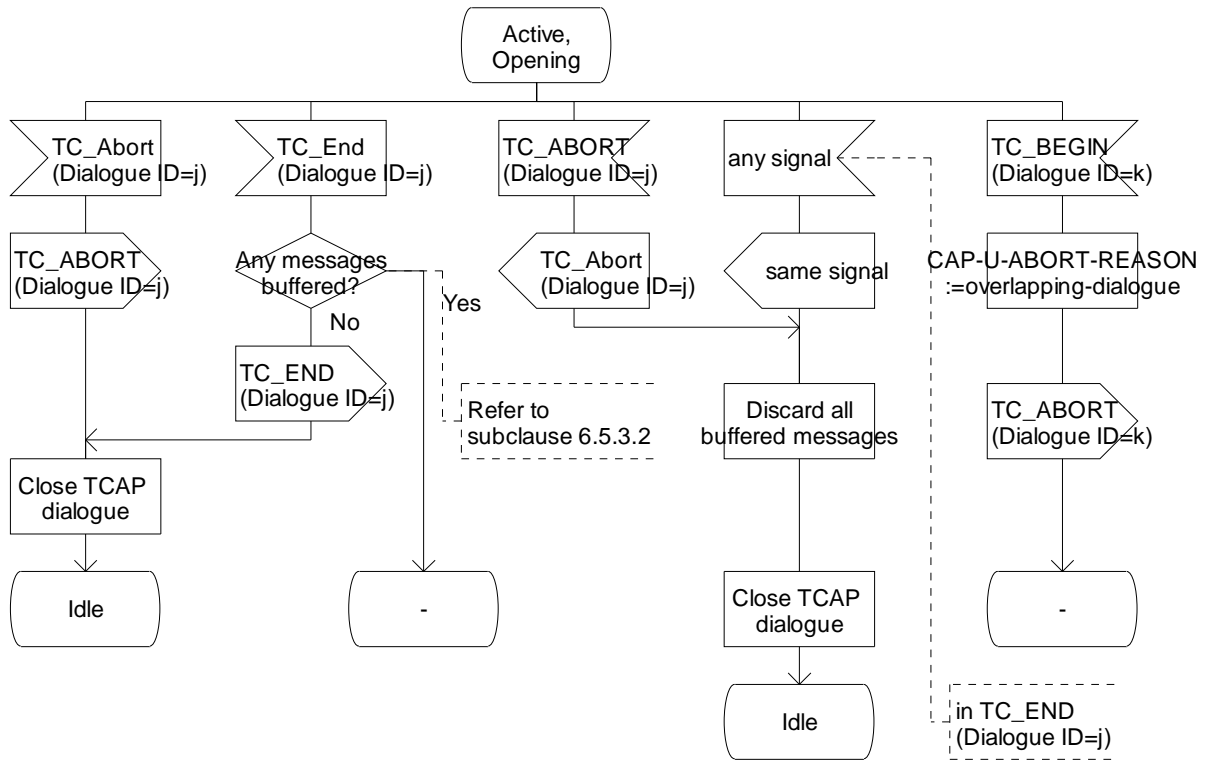 Active,
Opening
TC_Abort
(Dialogue ID=j)
TC_End
(Dialogue ID=j)
TC_ABORT
(Dialogue ID=j)
any signal
TC_BEGIN
(Dialogue ID=k)
TC_ABORT
(Dialogue ID=j)
Any messages
buffered?
TC_Abort
(Dialogue ID=j)
same signal
CAP-U-ABORT-REASON
:=overlapping-dialogue
Yes
No
TC_END
(Dialogue ID=j)
Refer to
subclause 6.5.3.2
Discard all
buffered messages
TC_ABORT
(Dialogue ID=k)
Close TCAP
dialogue
Idle
-
Close TCAP
dialogue
-
Idle
in TC_END
(Dialogue ID=j)